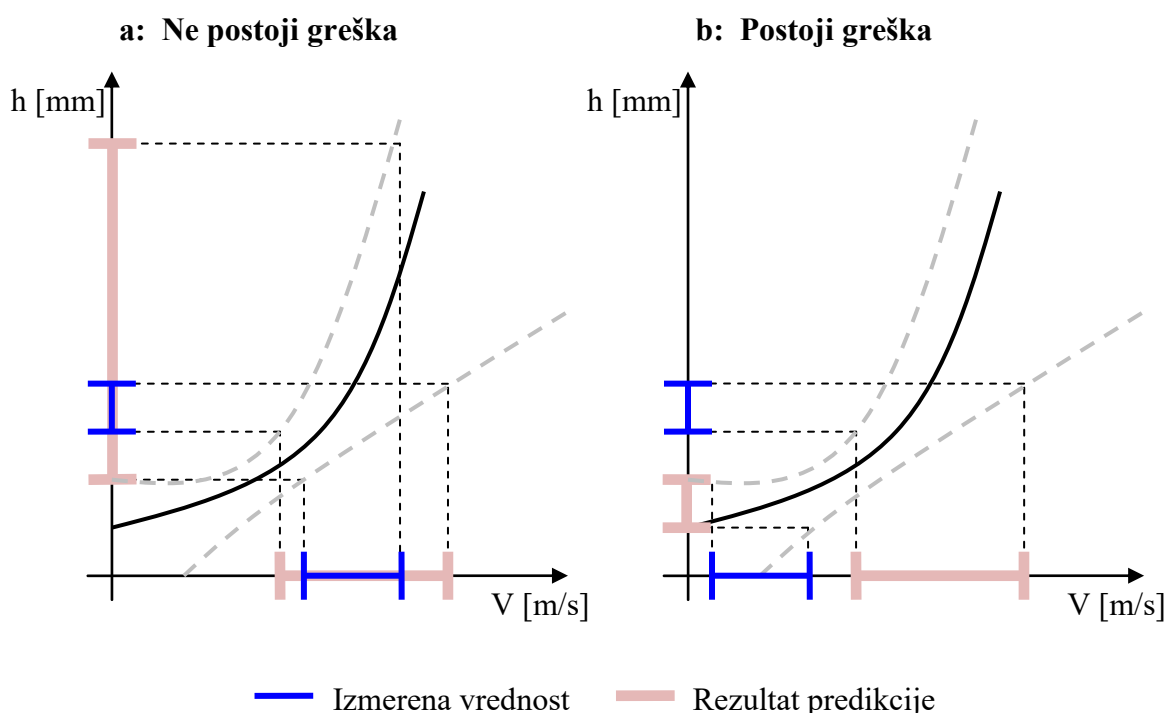 a: Ne postoji greška
b: Postoji greška
h [mm]
h [mm]
V [m/s]
V [m/s]
Izmerena vrednost
Rezultat predikcije